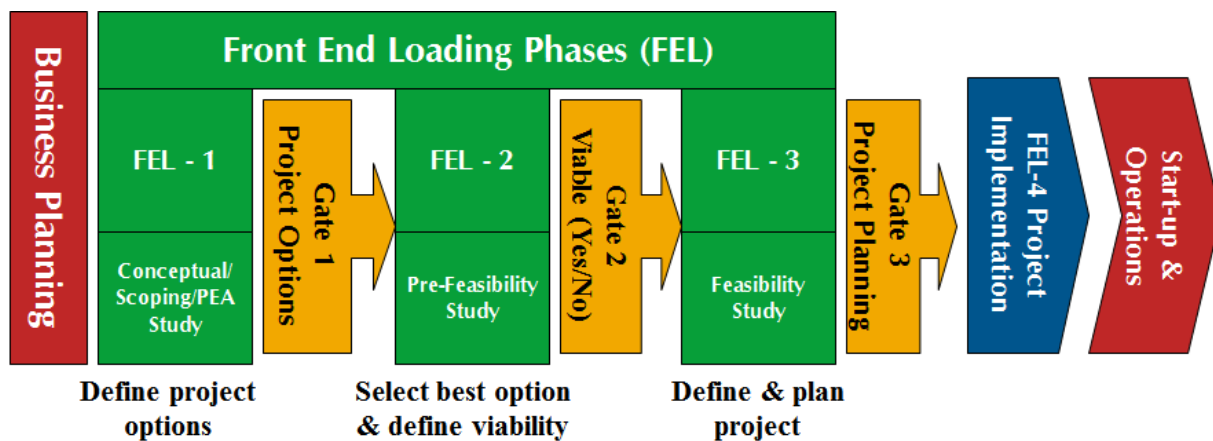 Business Planning
Front End Loading Phases (FEL)
FEL - 1
Conceptual/
Scoping/PEA
Study
Define project
options
Gate 1
Project Options
FEL - 2
Pre-Feasibility
Study
Select best option
& define viability
Gate 2
Viable (Yes/No)
FEL - 3
Feasibility
Study
Define & plan
project
Gate 3
Project Planning
FEL-4 Project
Implementation
Start-up &
Operations